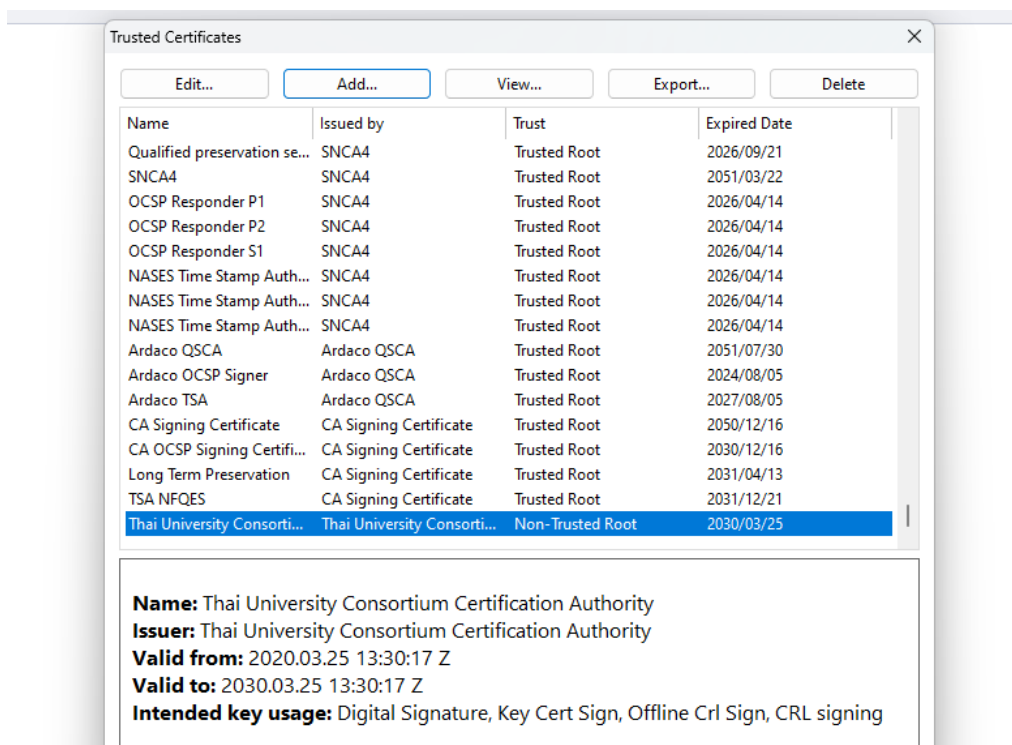 Trusted Certificates
Edit... Add... View... Export... Delete
Name Issued by Trust Expired Date
Qualified preservation se... SNCA4 Trusted Root 2026/09/21
SNCA4 SNCA4 Trusted Root 2051/03/22
OCSP Responder P1 SNCA4 Trusted Root 2026/04/14
OCSP Responder P2 SNCA4 Trusted Root 2026/04/14
OCSP Responder S1 SNCA4 Trusted Root 2026/04/14
NASES Time Stamp Auth... SNCA4 Trusted Root 2026/04/14
NASES Time Stamp Auth... SNCA4 Trusted Root 2026/04/14
NASES Time Stamp Auth... SNCA4 Trusted Root 2026/04/14
Ardaco QSCA Ardaco QSCA Trusted Root 2051/07/30
Ardaco OCSP Signer Ardaco QSCA Trusted Root 2024/08/05
Ardaco TSA Ardaco QSCA Trusted Root 2027/08/05
CA Signing Certificate CA Signing Certificate Trusted Root 2050/12/16
CA OCSP Signing Certifi... CA Signing Certificate Trusted Root 2030/12/16
Long Term Preservation CA Signing Certificate Trusted Root 2031/04/13
TSA NFQES CA Signing Certificate Trusted Root 2031/12/21
Thai University Consorti... Thai University Consorti... Non-Trusted Root 2030/03/25
Name: Thai University Consortium Certification Authority
Issuer: Thai University Consortium Certification Authority
Valid from: 2020.03.25 13:30:17 Z
Valid to: 2030.03.25 13:30:17 Z
Intended key usage: Digital Signature, Key Cert Sign, Offline Crl Sign, CRL signing